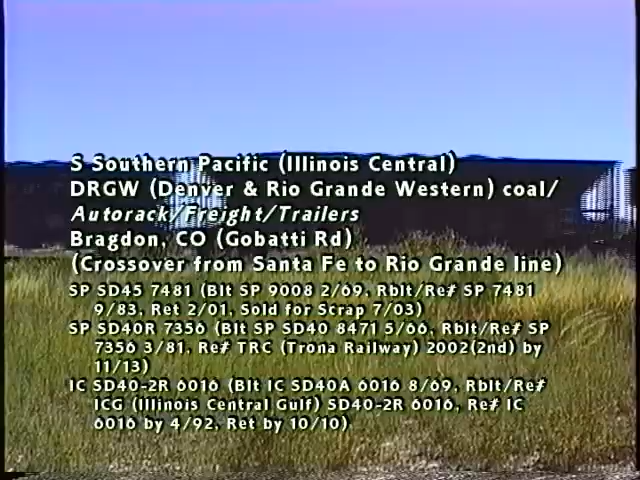 S Southern Pacific (Illinois Central)
DRGW (Denver & Rio Grande Western) coal/
Autorack/Freight/Trailers
Bragdon, CO (Gobatti Rd)
(Crossover from Santa Fe to Rio Grande line)
SP SD45 7481 (Blt SP 9008 2/69, Rblt/Re# SP 7481
9/83, Ret 2/01, Sold for Scrap 7/03)
SP SD40R 7356 (Blt SP SD40 8471 5/66, Rblt/Re# SP
7356 3/81, Re# TRC (Trona Railway) 2002(2nd) by
11/13)
IC SD40-2R 6016 (Blt IC SD40A 6016 8/69, Rblt/Re#
ICG (Illinois Central Gulf) SD40-2R 6016, Re# IC
6016 by 4/92, Ret by 10/10)